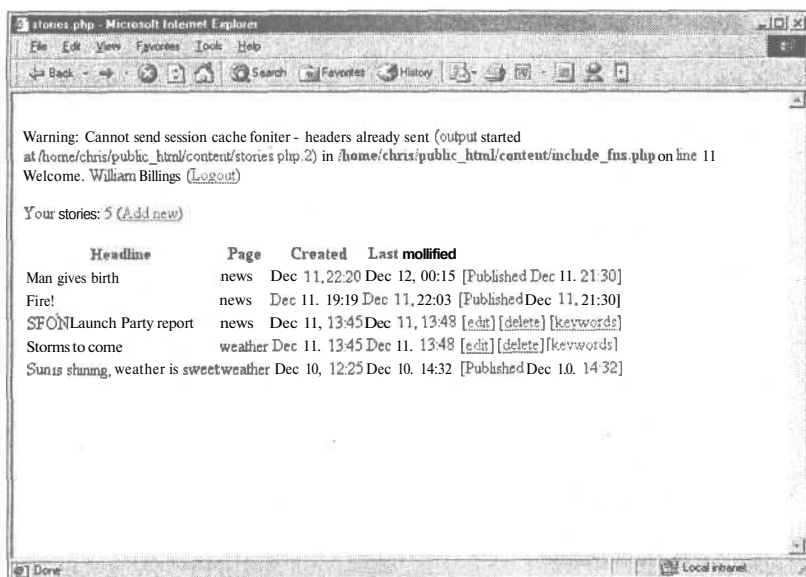 stories.php - Microsoft Internet Explorer
File Edit View Favorites Tools Help
Back Search Favorites History
Warning: Cannot send session cache foniter - headers already sent (output started
at /home/chris/public_html/content/stories php.2) in /home/chris/public_html/content/include_fns.php on line 11
Welcome. William Billings (Logout)
Your stories: 5 (Add new)
Headline Page Created Last mollified
Man gives birth news Dec 11, 22:20 Dec 12, 00:15 [Published Dec 11. 21:30]
Fire! news Dec 11. 19:19 Dec 11, 22:03 [Published Dec 11, 21:30]
SFON Launch Party report news Dec 11, 13:45 Dec 11, 13:48 [edit] [delete] [keywords]
Storms to come weather Dec 11. 13:45 Dec 11. 13:48 [edit] [delete] [keywords]
Sun is shining, weather is sweet weather Dec 10, 12:25 Dec 10. 14:32 [Published Dec 1.0. 14:32]
Done Local intranet